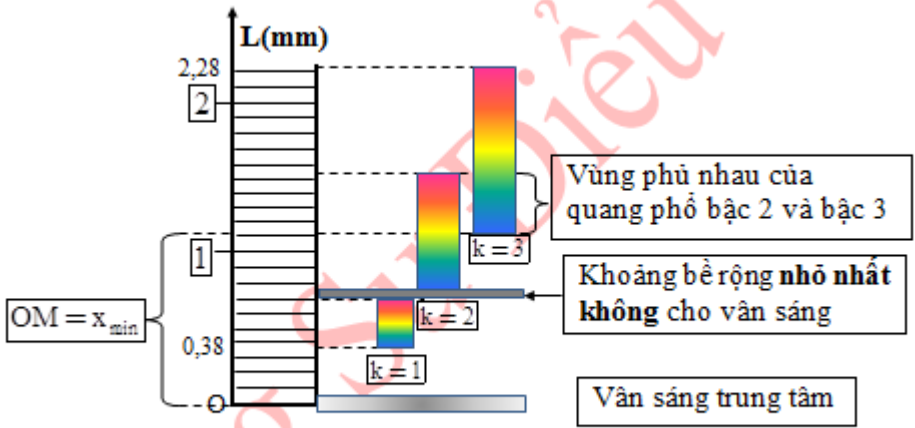 L(mm)
2,28
2
Vùng phủ nhau của
quang phổ bậc 2 và bậc 3
k = 3
1
Khoảng bề rộng nhỏ nhất
không cho vân sáng
OM = x min
k = 2
0,38
k = 1
Vân sáng trung tâm
O